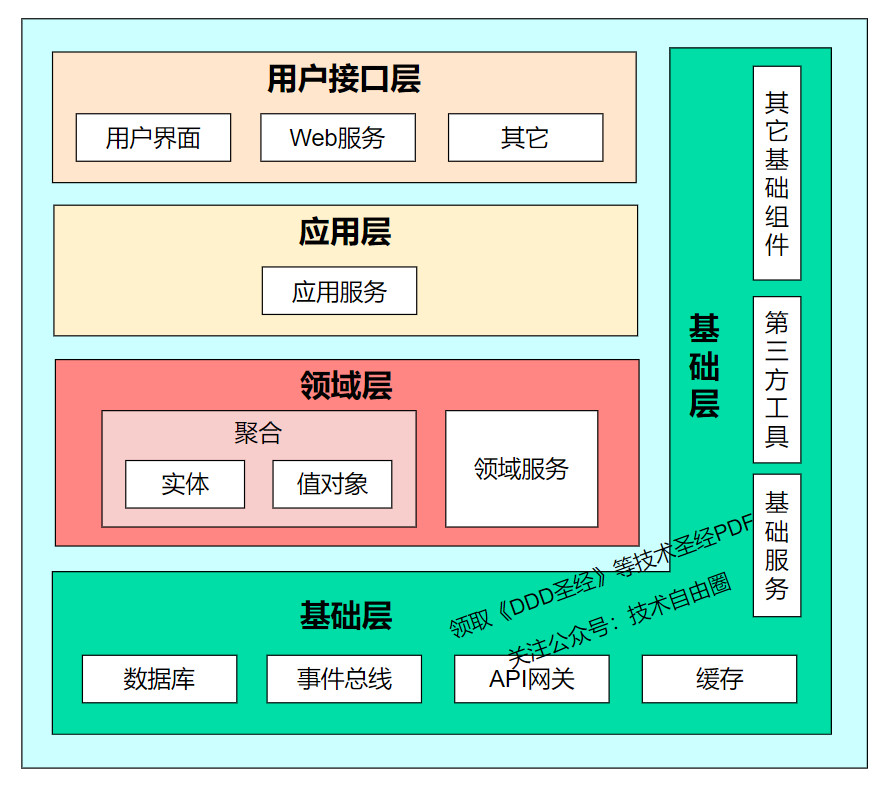 用户接口层
用户界面
Web服务
其它
应用层
应用服务
领域层
聚合
实体
值对象
领域服务
基础层
其它基础组件
第三方工具
基础服务
基础层
数据库
事件总线
API网关
缓存
领取《DDD圣经》等技术圣经PDF
关注公众号：技术自由圈